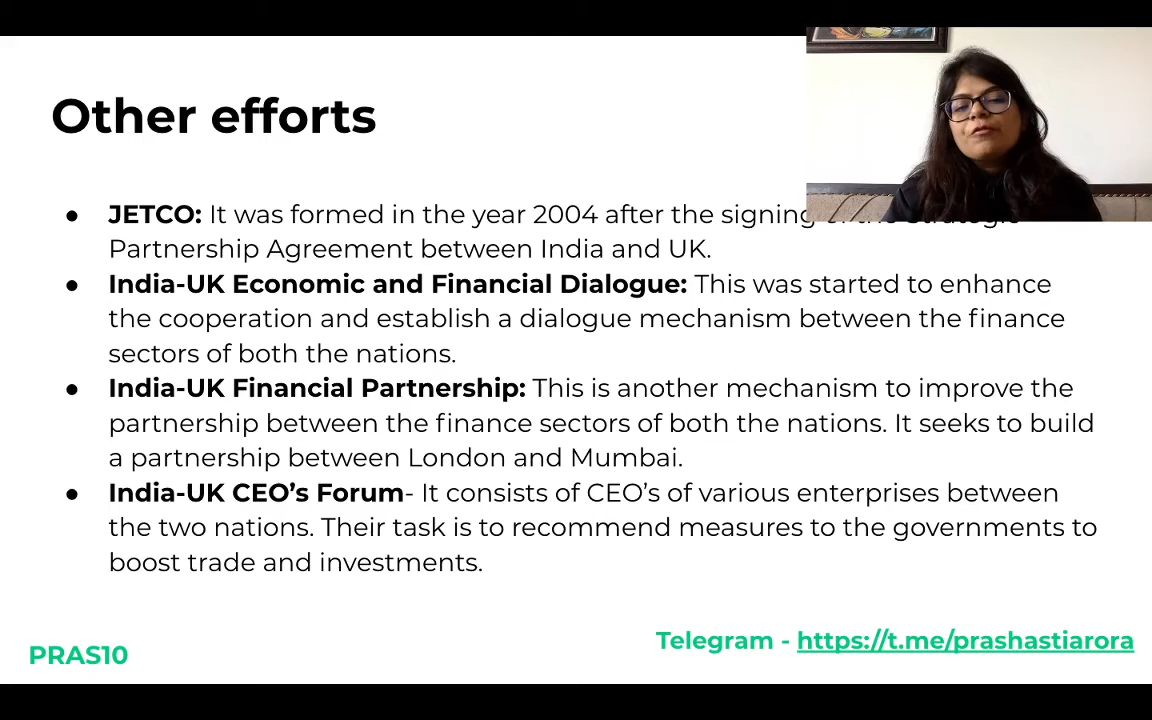 Other efforts
● JETCO: It was formed in the year 2004 after the signing of the Strategic
Partnership Agreement between India and UK.
● India-UK Economic and Financial Dialogue: This was started to enhance
the cooperation and establish a dialogue mechanism between the finance
sectors of both the nations.
● India-UK Financial Partnership: This is another mechanism to improve the
partnership between the finance sectors of both the nations. It seeks to build
a partnership between London and Mumbai.
● India-UK CEO’s Forum- It consists of CEO’s of various enterprises between
the two nations. Their task is to recommend measures to the governments to
boost trade and investments.
Telegram - https://t.me/prashastiarora
PRAS10